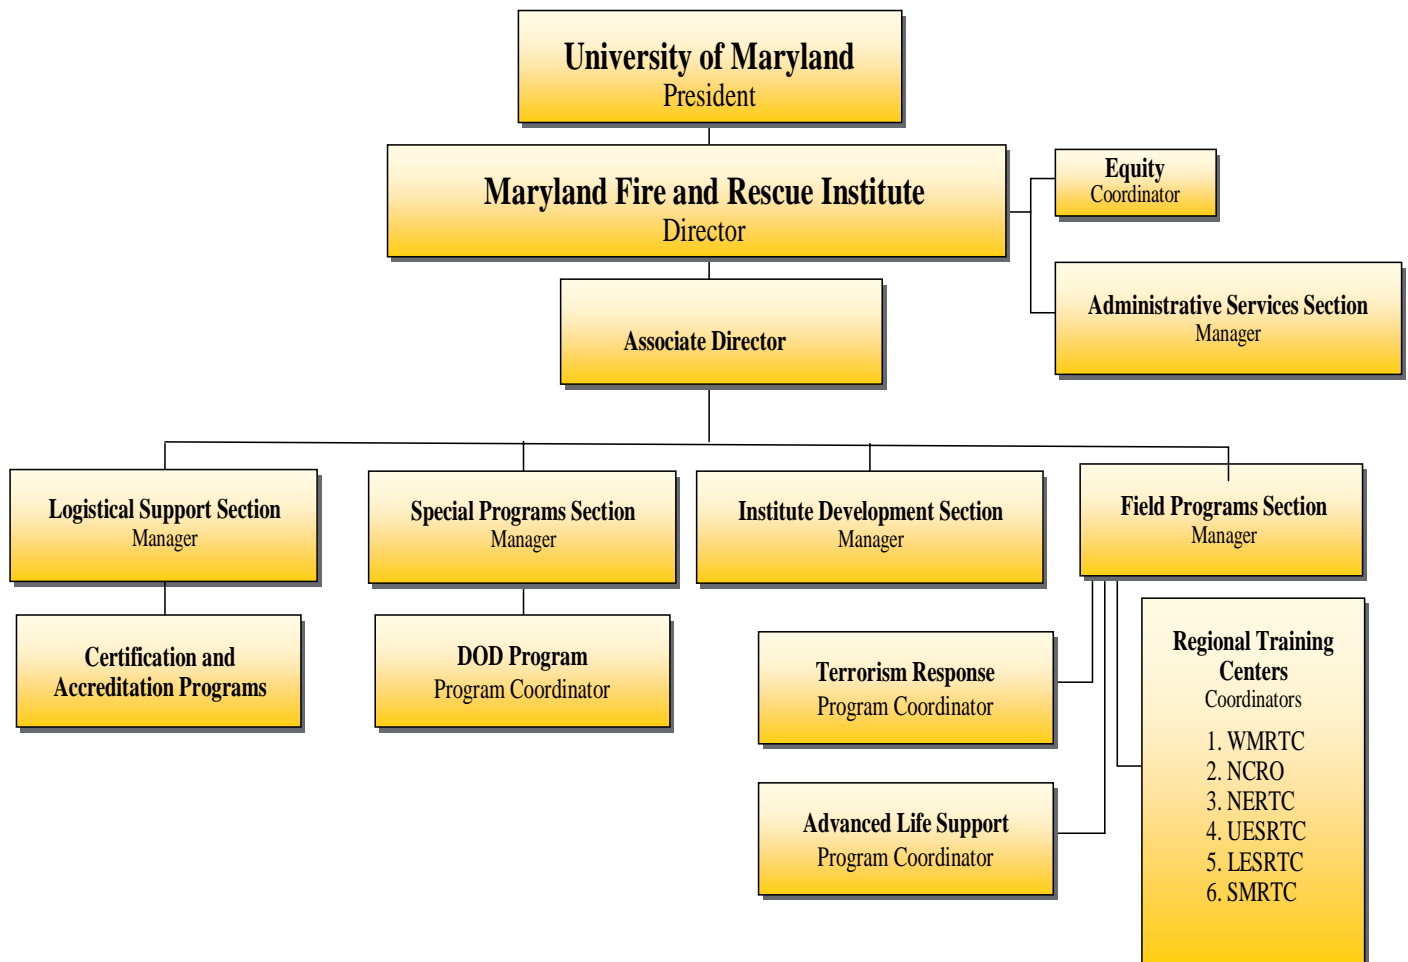 University of Maryland
President
Maryland Fire and Rescue Institute
Director
Equity
Coordinator
Administrative Services Section
Manager
Associate Director
Logistical Support Section
Manager
Special Programs Section
Manager
Institute Development Section
Manager
Field Programs Section
Manager
Certification and
Accreditation Programs
DOD Program
Program Coordinator
Terrorism Response
Program Coordinator
Advanced Life Support
Program Coordinator
Regional Training
Centers
Coordinators
1. WMRTC
2. NCRO
3. NERTC
4. UESRTC
5. LESRTC
6. SMRTC